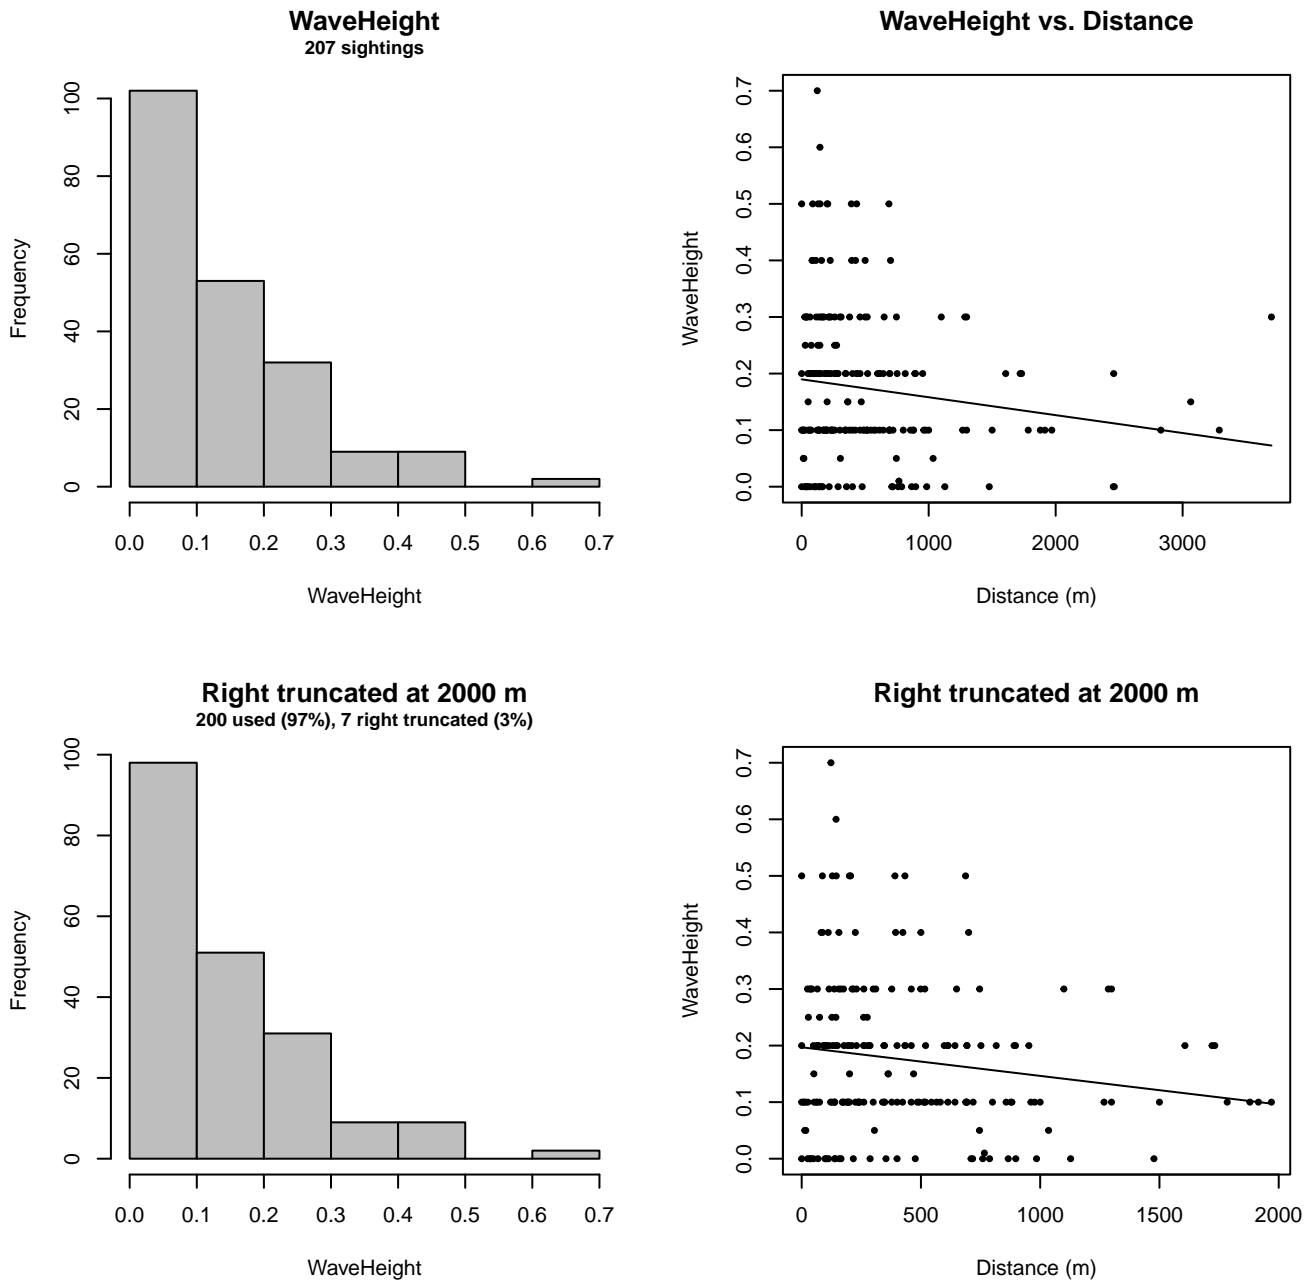 WaveHeight
207 sightings
Frequency
0 20 40 60 80 100
0.0 0.1 0.2 0.3 0.4 0.5 0.6 0.7
WaveHeight
WaveHeight vs. Distance
WaveHeight
0.0 0.1 0.2 0.3 0.4 0.5 0.6 0.7
0 1000 2000 3000
Distance (m)
Right truncated at 2000 m
200 used (97%), 7 right truncated (3%)
Frequency
0 20 40 60 80 100
0.0 0.1 0.2 0.3 0.4 0.5 0.6 0.7
WaveHeight
Right truncated at 2000 m
WaveHeight
0.0 0.1 0.2 0.3 0.4 0.5 0.6 0.7
0 500 1000 1500 2000
Distance (m)